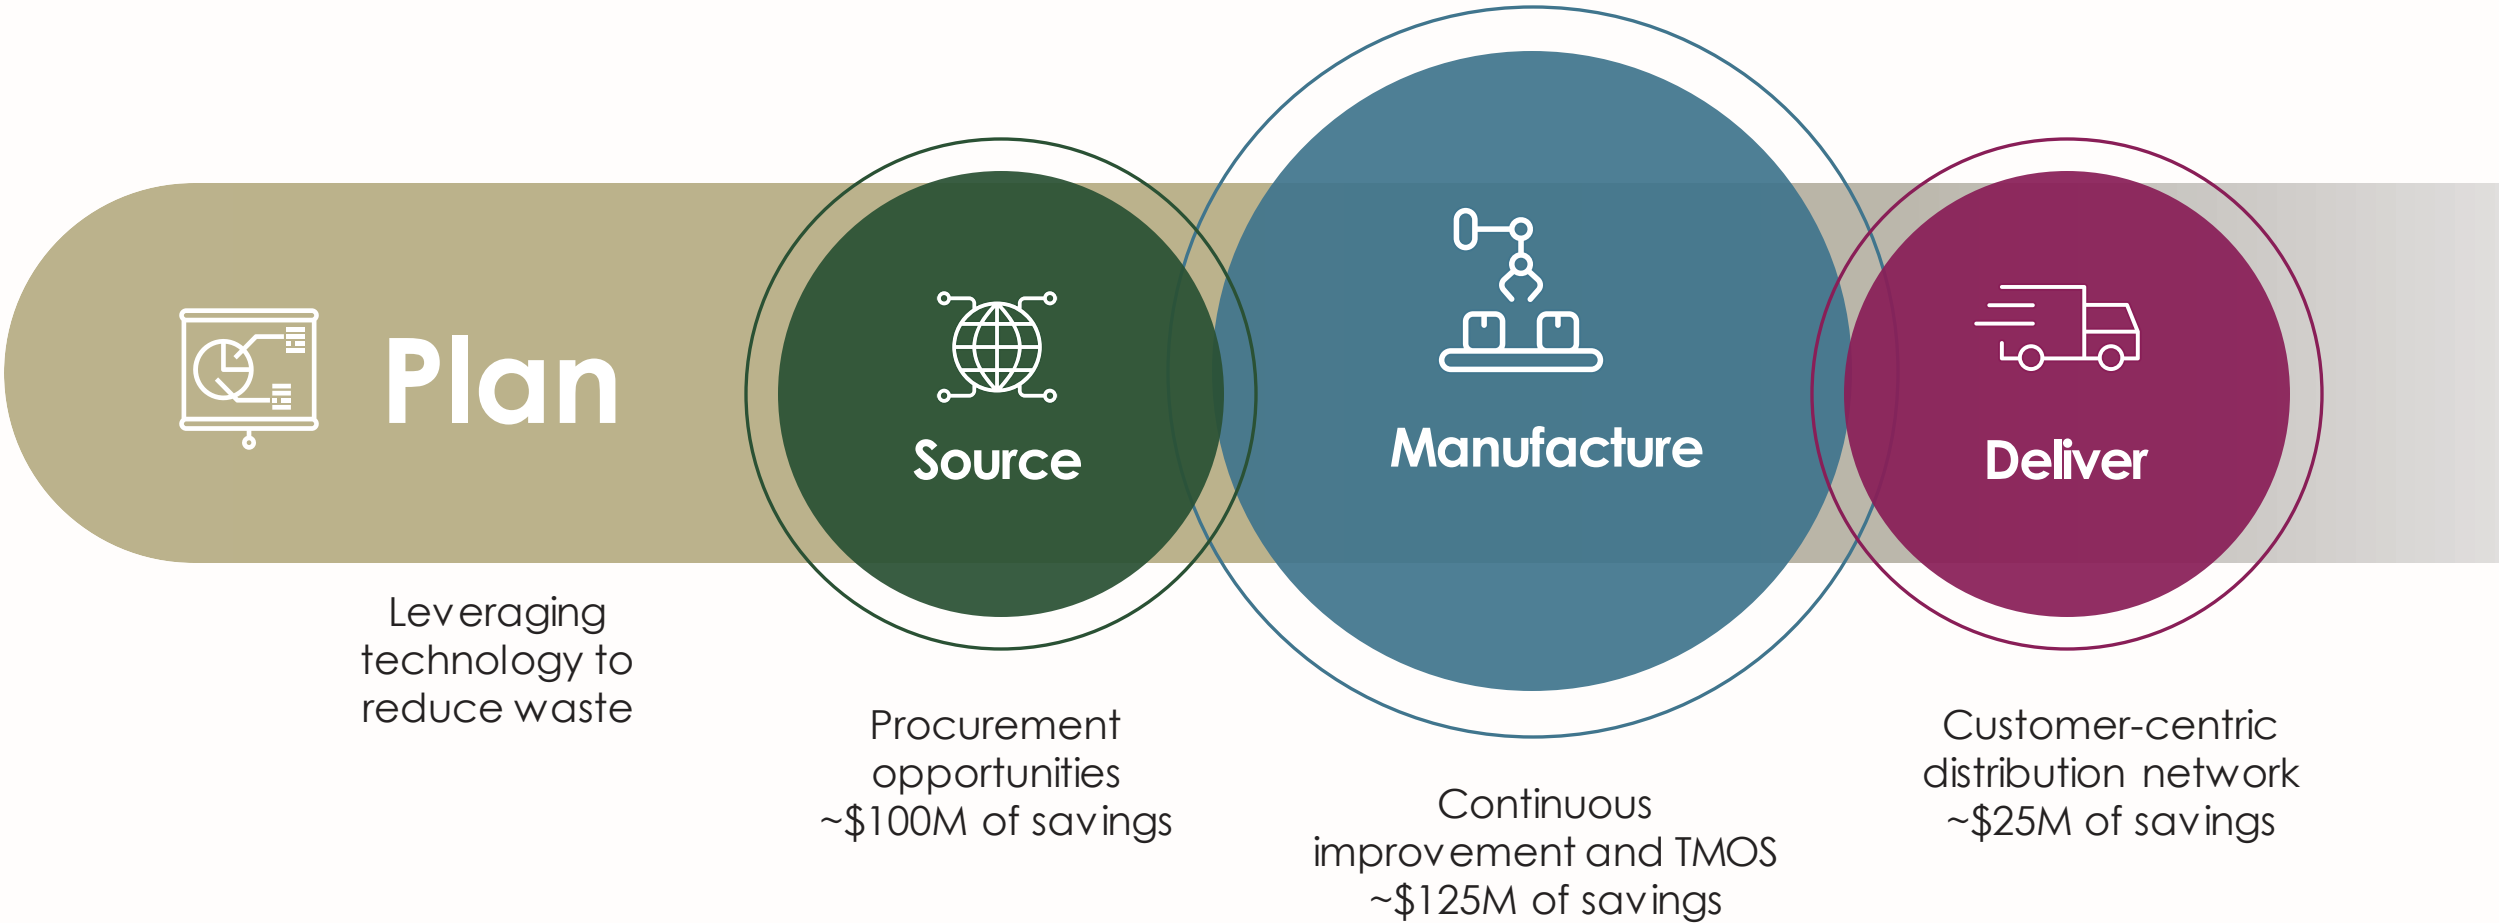 Plan
Leveraging
technology to
reduce waste
Source
Procurement
opportunities
~$100M of savings
Manufacture
Continuous
improvement and TMOS
~$125M of savings
Deliver
Customer-centric
distribution network
~$25M of savings